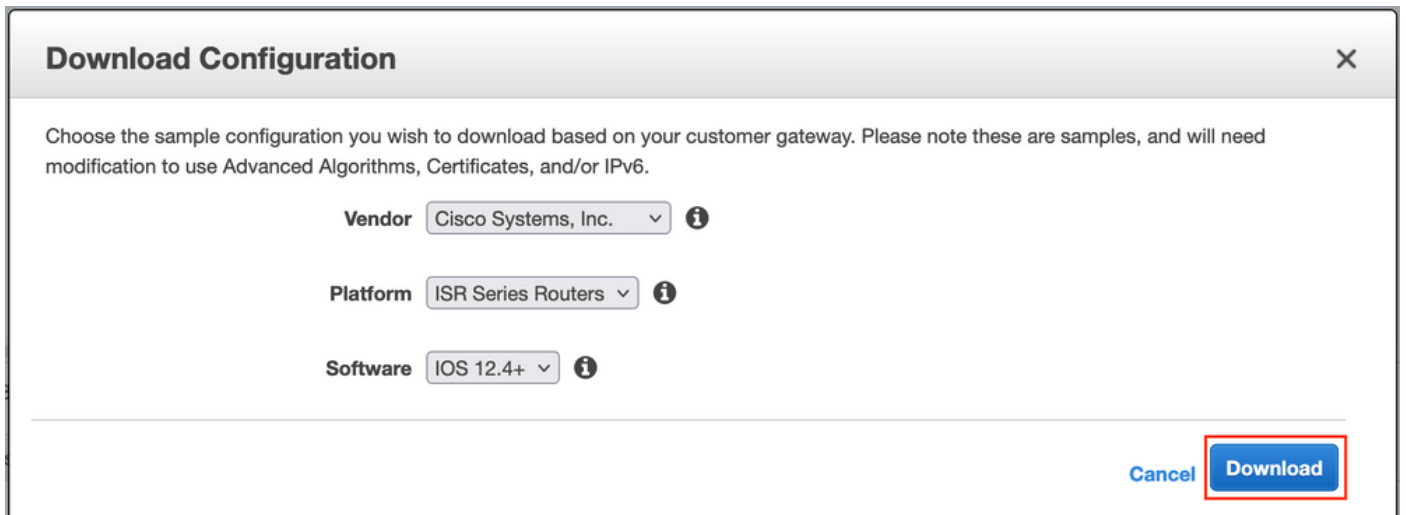 Download Configuration
Choose the sample configuration you wish to download based on your customer gateway. Please note these are samples, and will need
modification to use Advanced Algorithms, Certificates, and/or IPv6.
Vendor Cisco Systems, Inc.
Platform ISR Series Routers
Software IOS 12.4+
Cancel Download